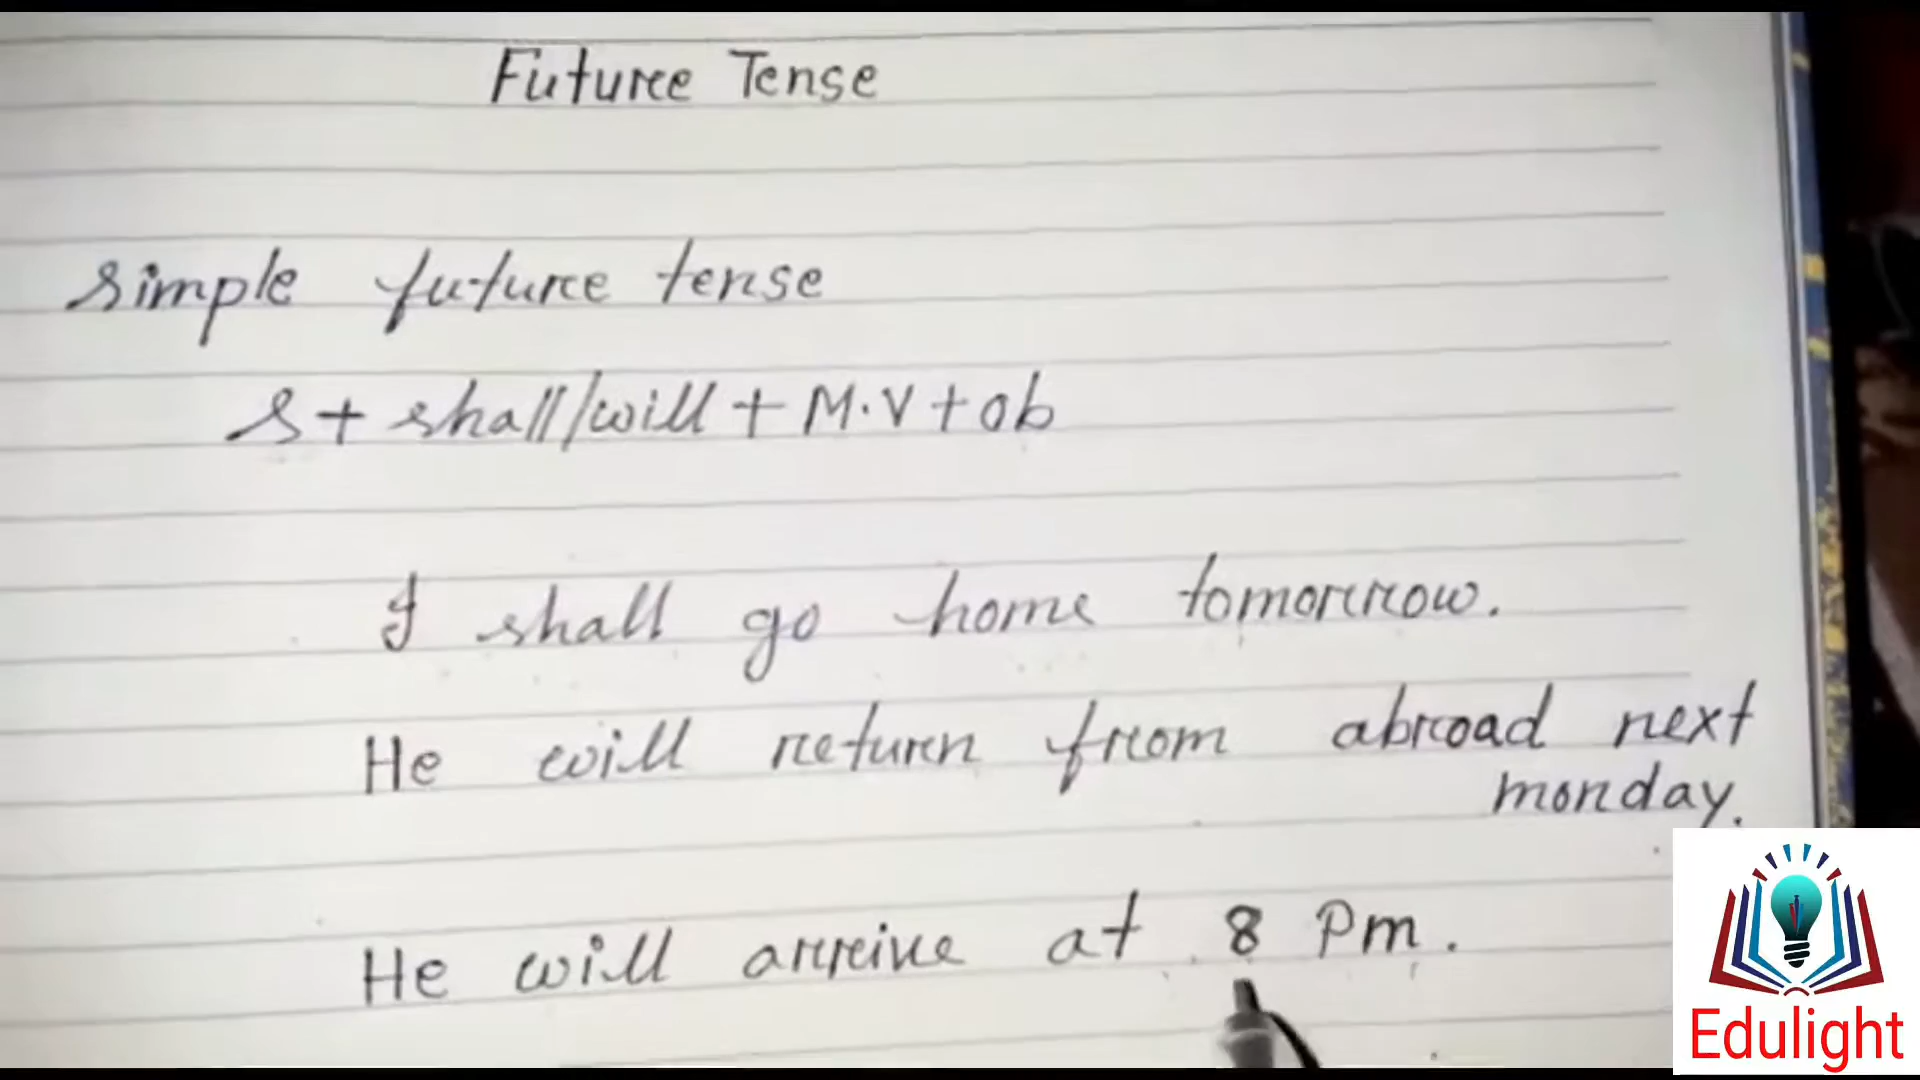 Future Tense
simple future tense
S + shall/will + M.V + ob
I shall go home tomorrow.
He will return from abroad next
monday.
He will arrive at 8 Pm.
Edulight